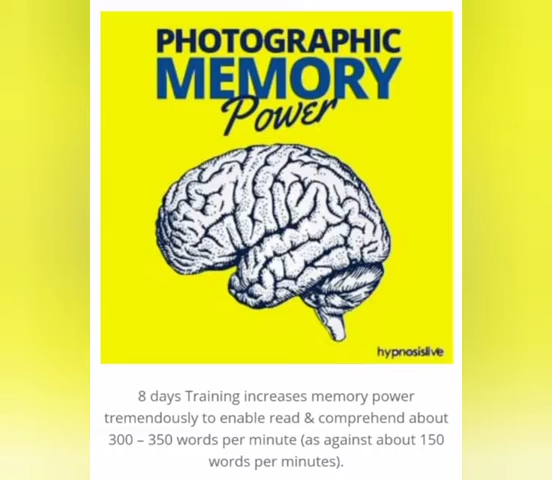 PHOTOGRAPHIC
MEMORY
Power
hypnosislive
8 days Training increases memory power
tremendously to enable read & comprehend about
300 – 350 words per minute (as against about 150
words per minutes).